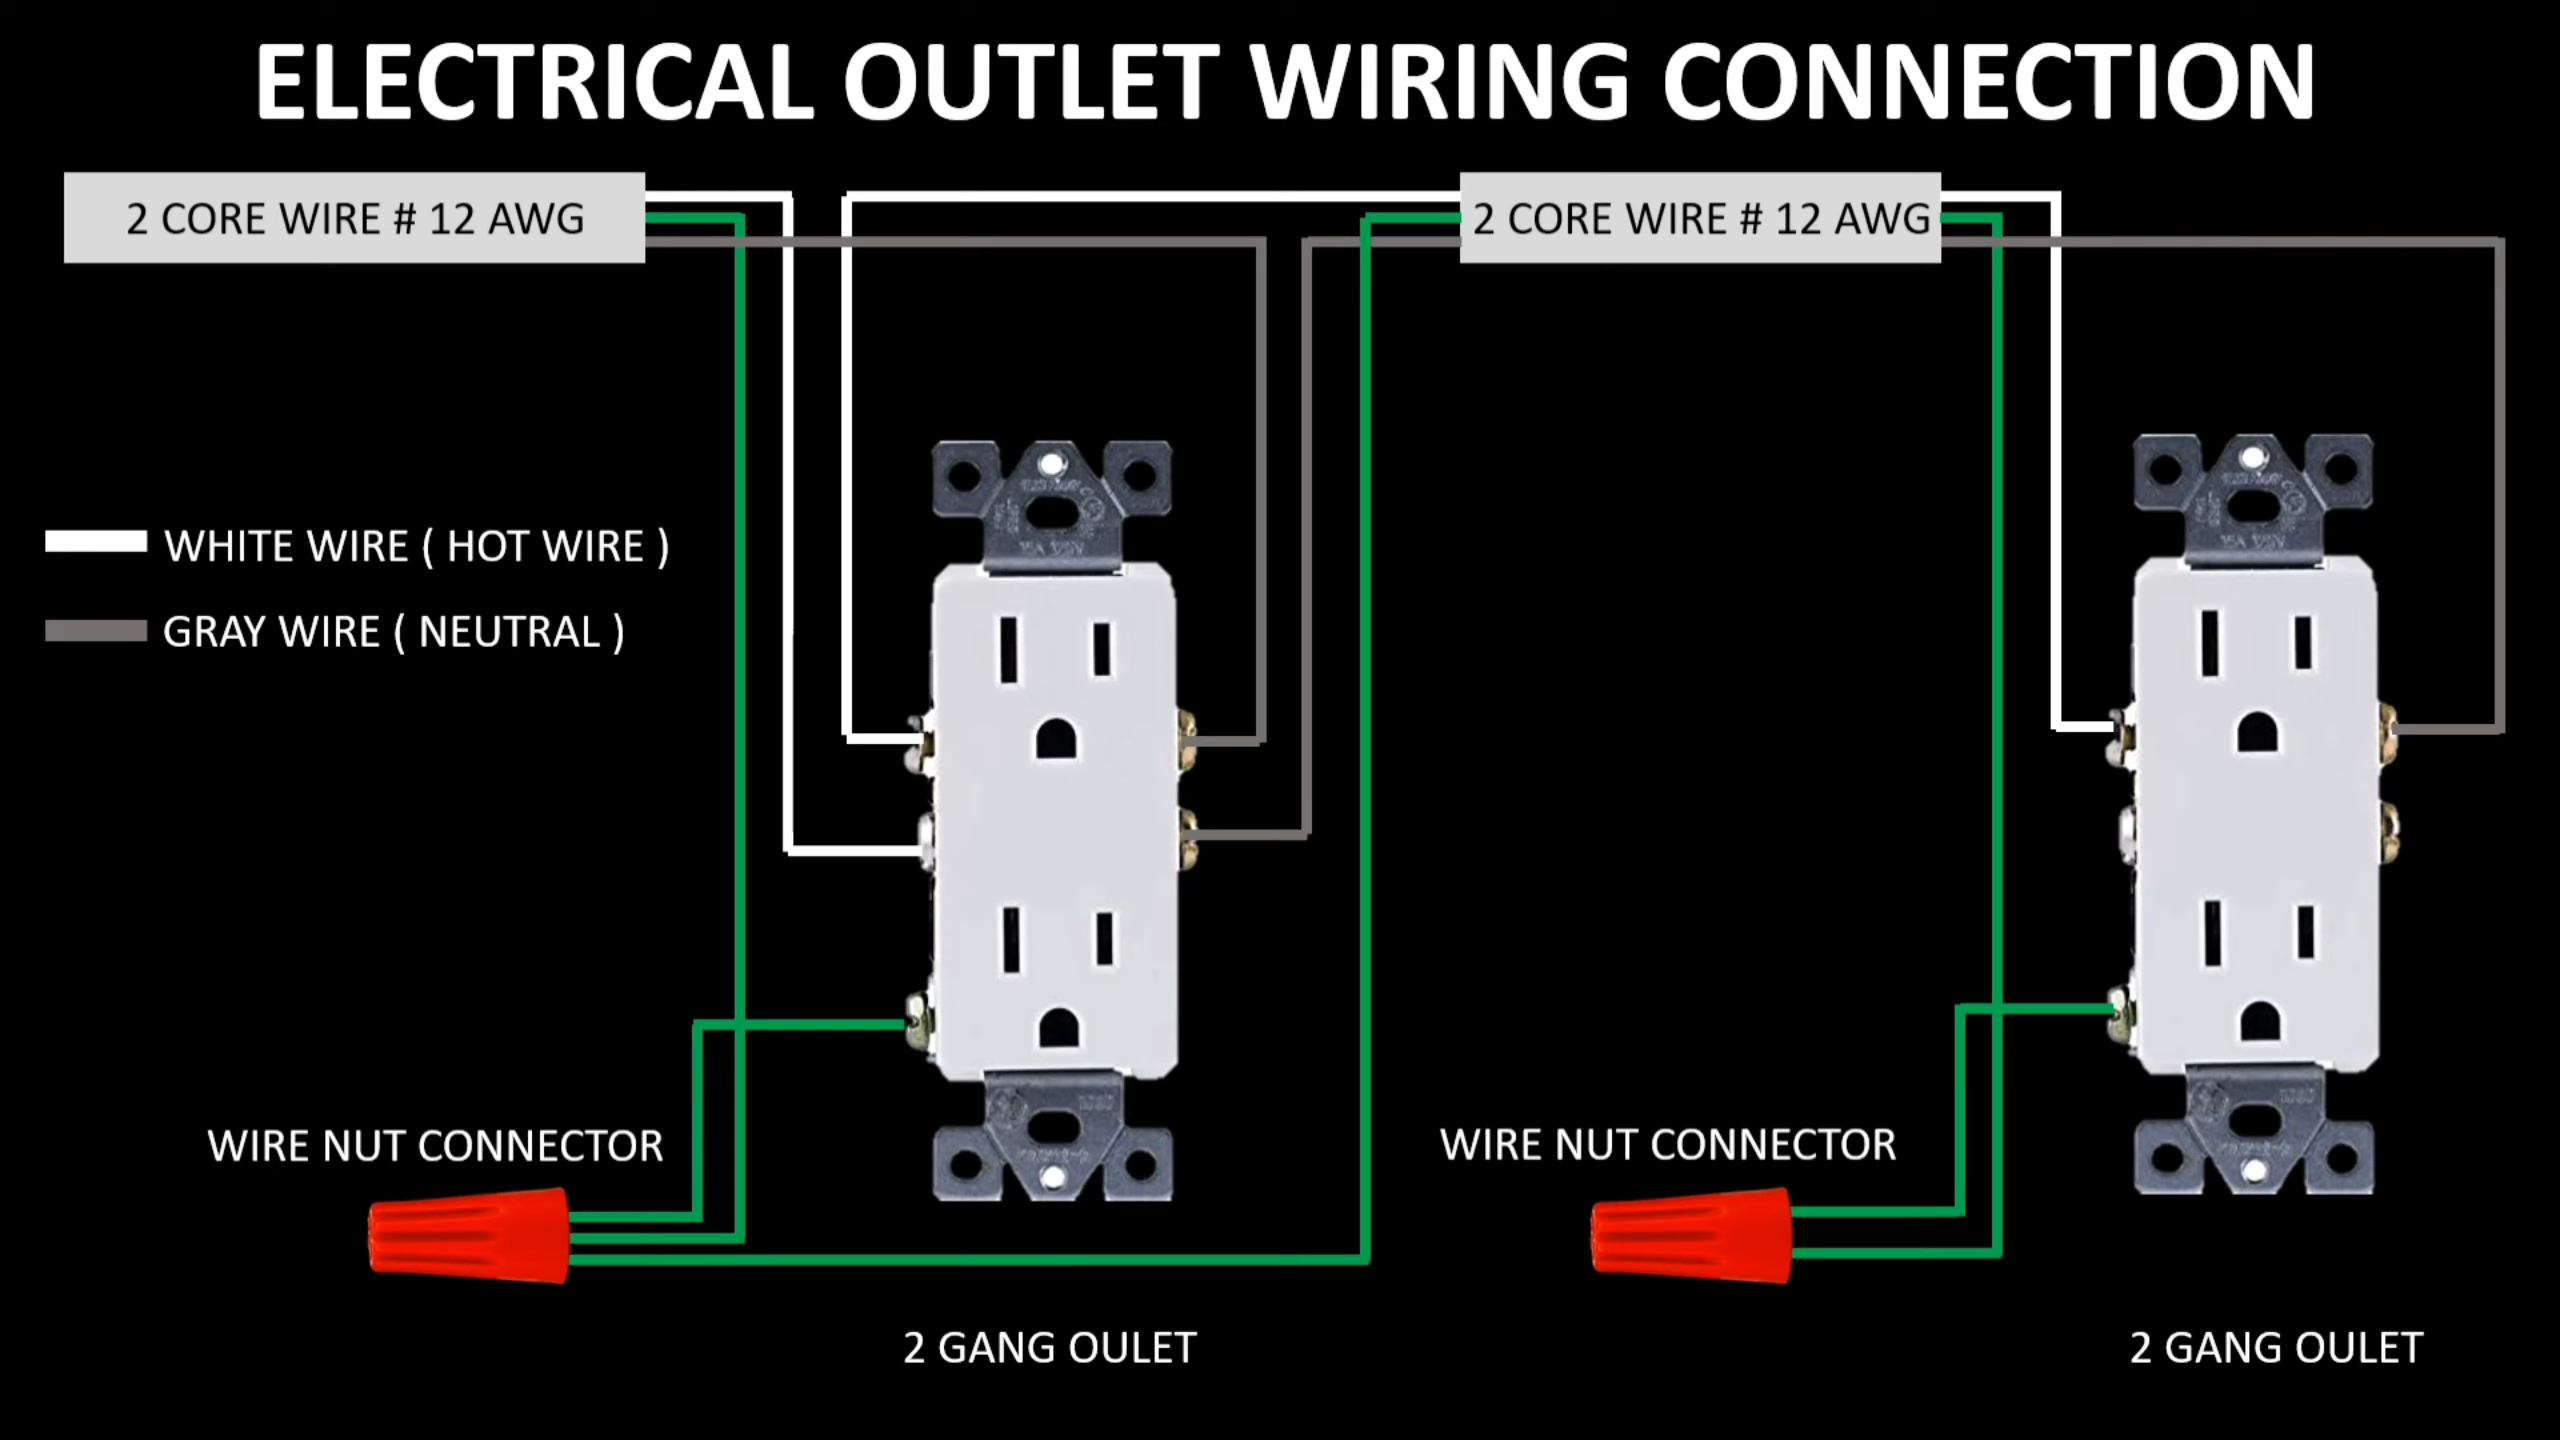 ELECTRICAL OUTLET WIRING CONNECTION
2 CORE WIRE # 12 AWG
2 CORE WIRE # 12 AWG
WHITE WIRE ( HOT WIRE )
GRAY WIRE ( NEUTRAL )
WIRE NUT CONNECTOR
WIRE NUT CONNECTOR
2 GANG OULET
2 GANG OULET